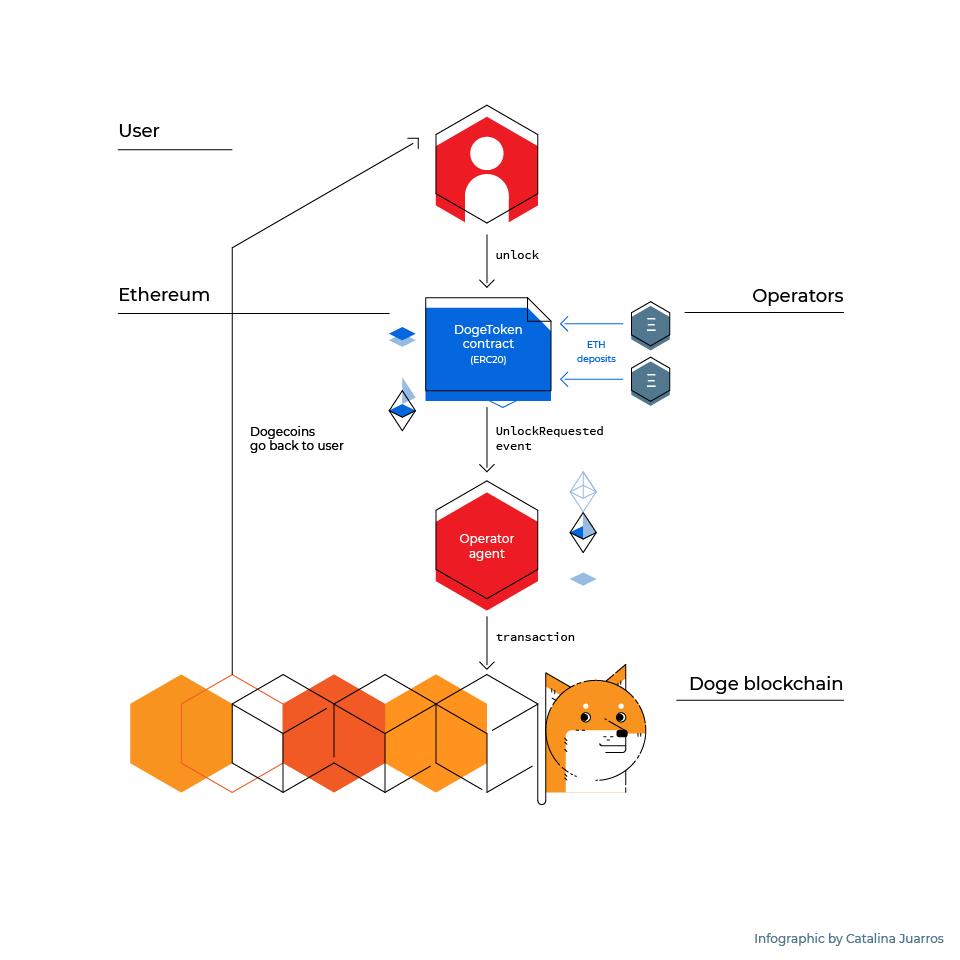 User
unlock
Ethereum
Operators
DogeToken
contract
(ERC20)
ETH
deposits
Ξ
Ξ
Dogecoins
go back to user
UnlockRequested
event
Operator
agent
transaction
Doge blockchain
Infographic by Catalina Juarros